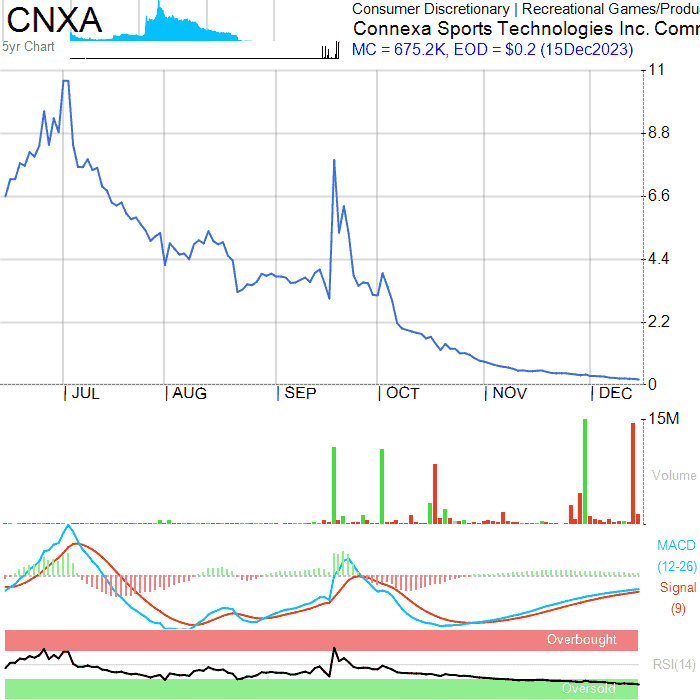 CNXA
Consumer Discretionary | Recreational Games/Produ
5yr Chart
Connexa Sports Technologies Inc. Comr
MC = 675.2K, EOD = $0.2 (15Dec2023)
11
8.8
6.6
4.4
2.2
0
JUL AUG SEP OCT NOV DEC
15M
Volume
MACD
(12-26)
Signal
(9)
Overbought
RSI(14)
Oversold